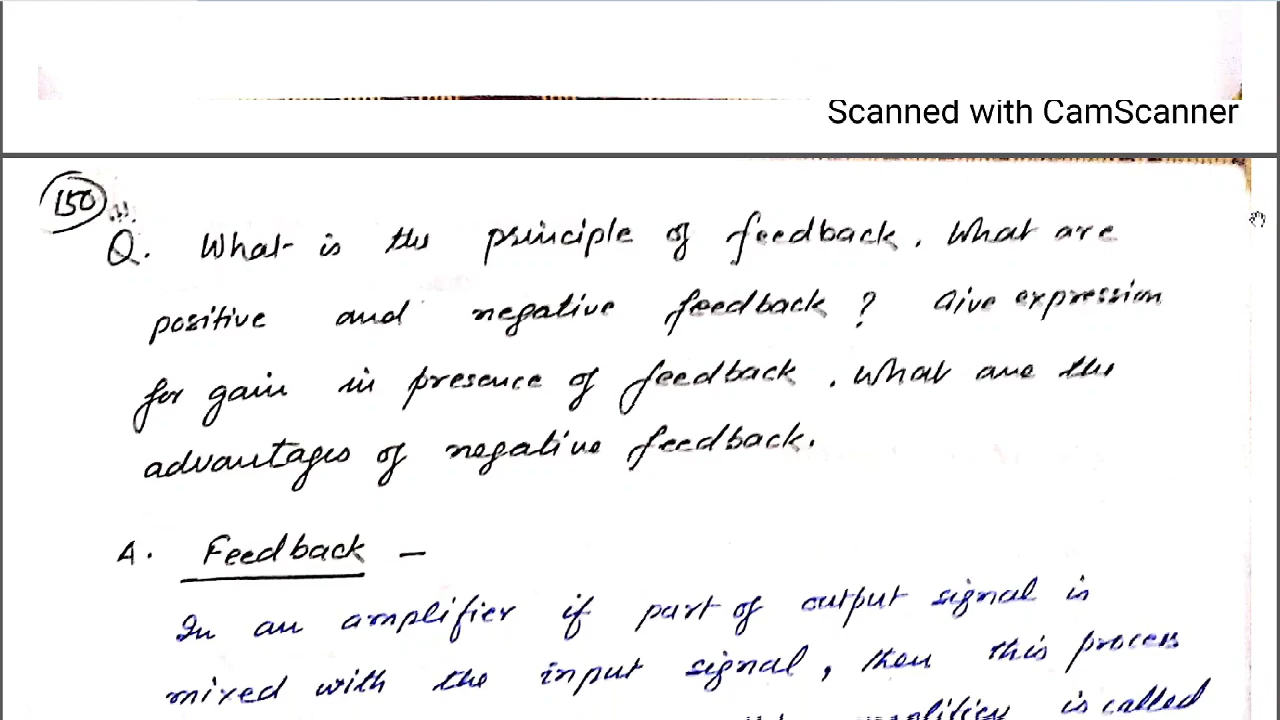 Scanned with CamScanner
150
Q. What is the principle of feedback. What are
positive and negative feedback ? Give expression
for gain in presence of feedback. What are the
advantages of negative feedback.
A. Feedback —
In an amplifier if part of output signal is
mixed with the input signal, then this process
is called